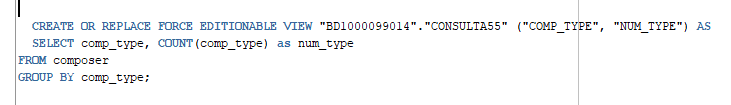 CREATE OR REPLACE FORCE EDITIONABLE VIEW "BD1000099014"."CONSULTA55" ("COMP_TYPE", "NUM_TYPE") AS
SELECT comp_type, COUNT(comp_type) as num_type
FROM composer
GROUP BY comp_type;